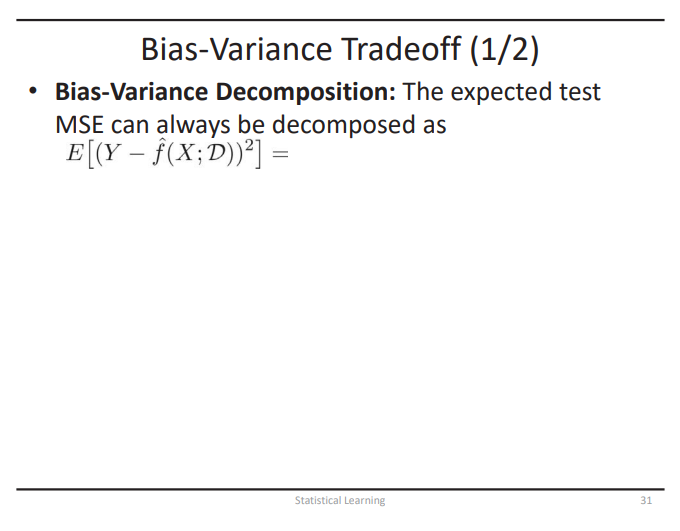 Bias-Variance Tradeoff (1/2)
• Bias-Variance Decomposition: The expected test
MSE can always be decomposed as
E[(Y − f̂(X; 𝒟))²] =
Statistical Learning
31